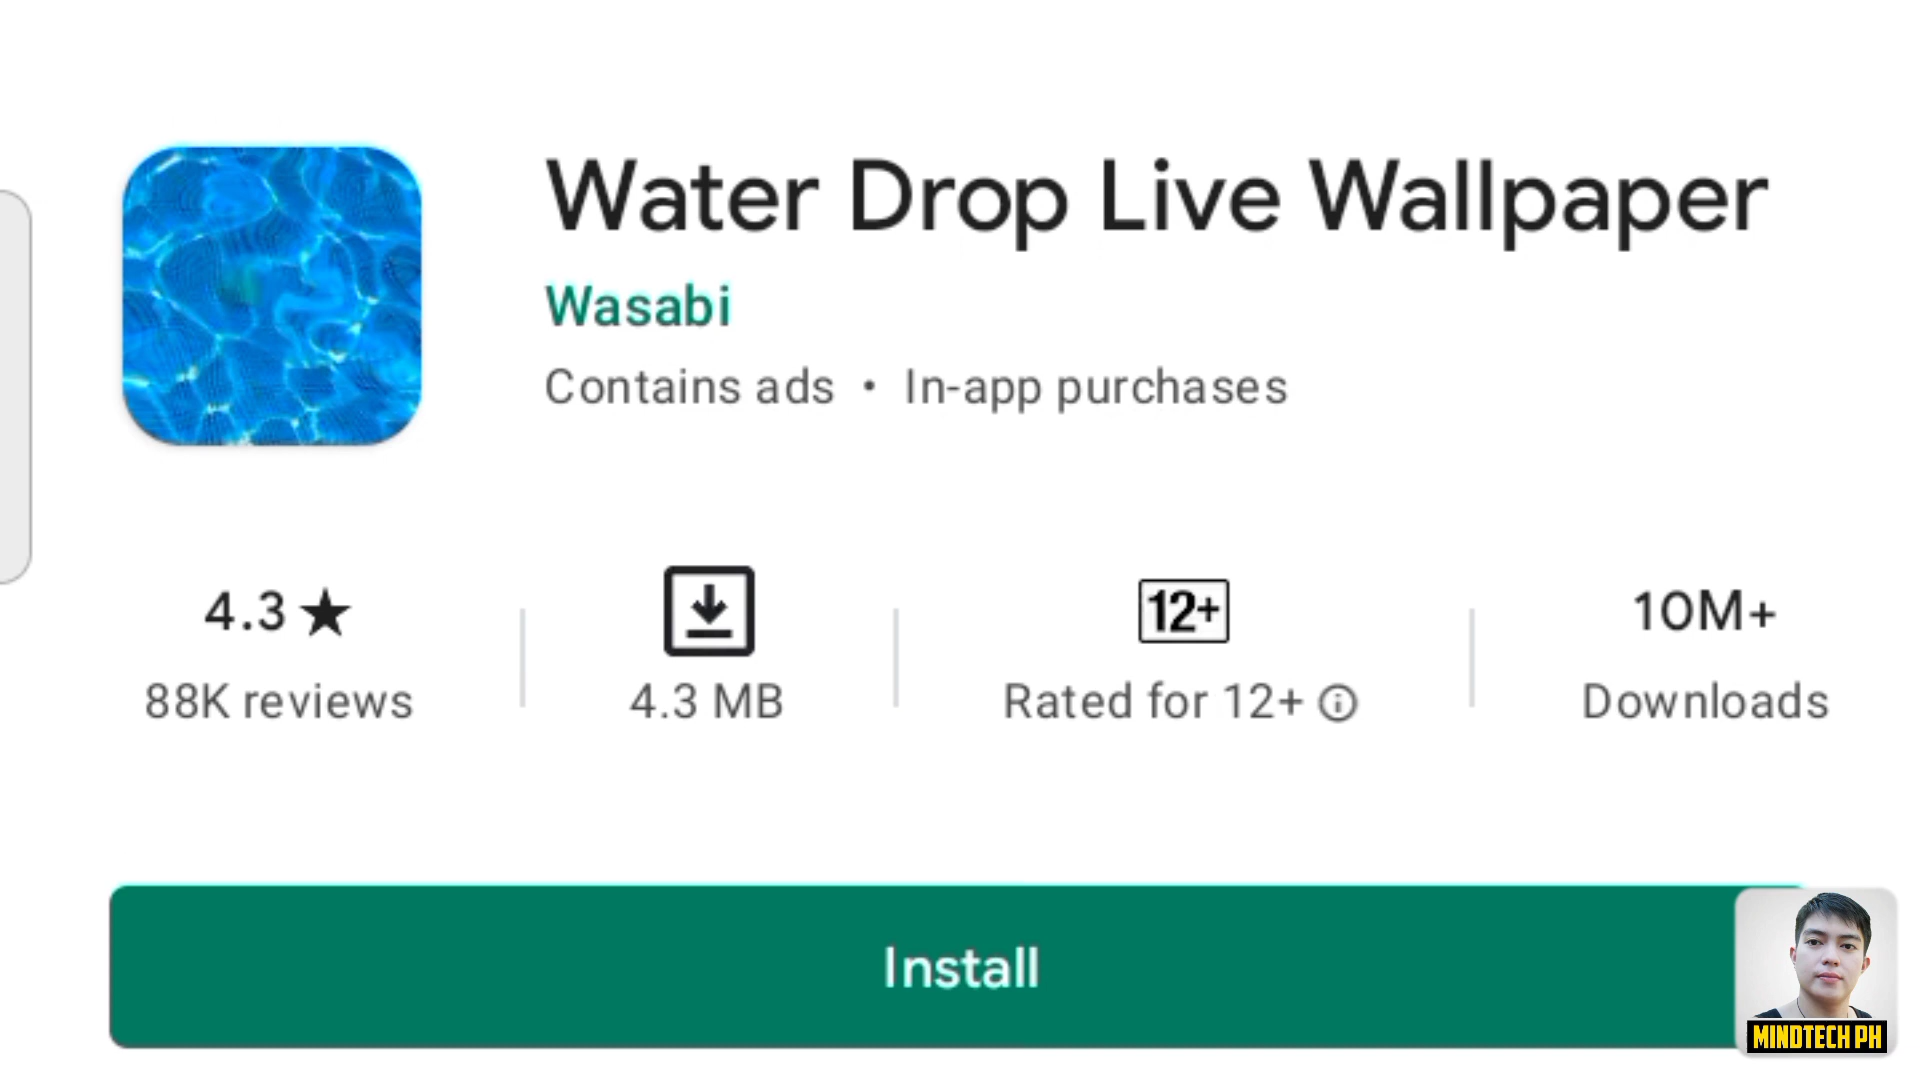 Water Drop Live Wallpaper
Wasabi
Contains ads • In-app purchases
4.3 ★
88K reviews
4.3 MB
12+
Rated for 12+
10M+
Downloads
Install
MINDTECH PH